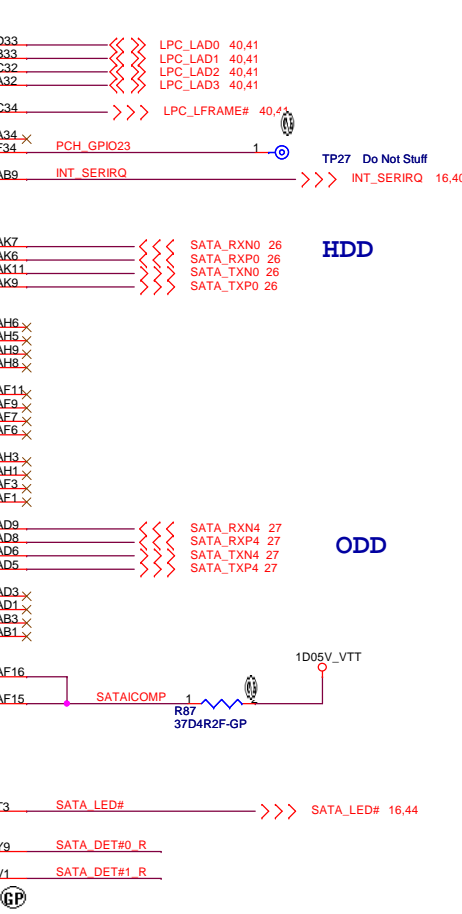 D33 LPC_LAD0 40,41
B33 LPC_LAD1 40,41
C32 LPC_LAD2 40,41
A32 LPC_LAD3 40,41
C34 LPC_LFRAME# 40,41
A34
F34 PCH_GPIO23 1
TP27 Do Not Stuff
AB9 INT_SERIRQ INT_SERIRQ 16,40
AK7 SATA_RXN0 26 HDD
AK6 SATA_RXP0 26
AK11 SATA_TXN0 26
AK9 SATA_TXP0 26
AH6
AH5
AH9
AH8
AF11
AF9
AF7
AF6
AH3
AH1
AF3
AF1
AD9 SATA_RXN4 27
AD8 SATA_RXP4 27 ODD
AD6 SATA_TXN4 27
AD5 SATA_TXP4 27
AD3
AD1
AB3
AB1
1D05V_VTT
AF16
AF15 SATAICOMP 1
R87
37D4R2F-GP
T3 SATA_LED# SATA_LED# 16,44
Y9 SATA_DET#0_R
V1 SATA_DET#1_R
GP